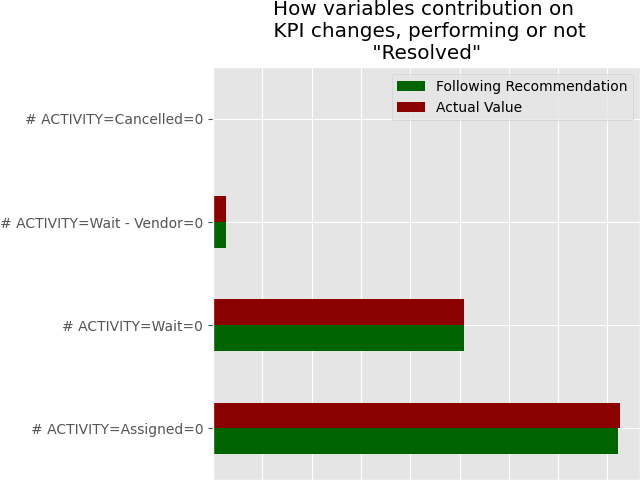 How variables contribution on
KPI changes, performing or not
"Resolved"
Following Recommendation
Actual Value
# ACTIVITY=Cancelled=0
# ACTIVITY=Wait - Vendor=0
# ACTIVITY=Wait=0
# ACTIVITY=Assigned=0